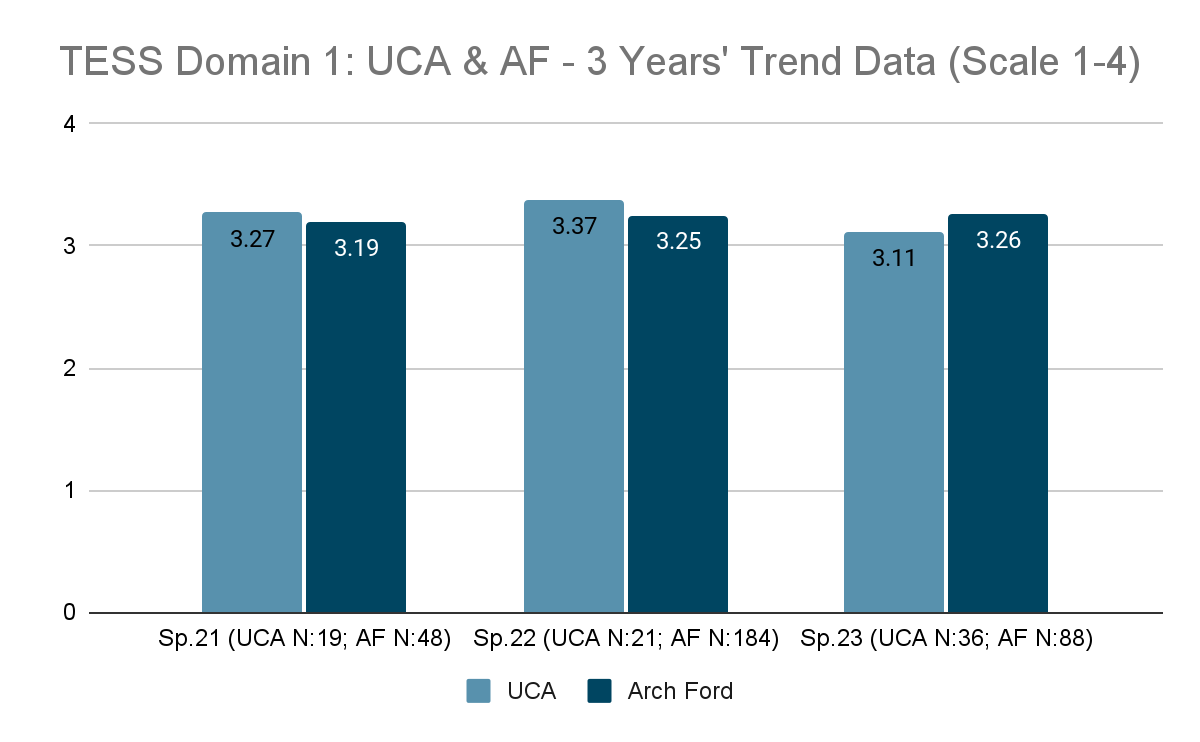 TESS Domain 1: UCA & AF - 3 Years' Trend Data (Scale 1-4)
4
3
2
1
0
3.27
3.19
3.37
3.25
3.11
3.26
Sp.21 (UCA N:19; AF N:48)
Sp.22 (UCA N:21; AF N:184)
Sp.23 (UCA N:36; AF N:88)
UCA
Arch Ford